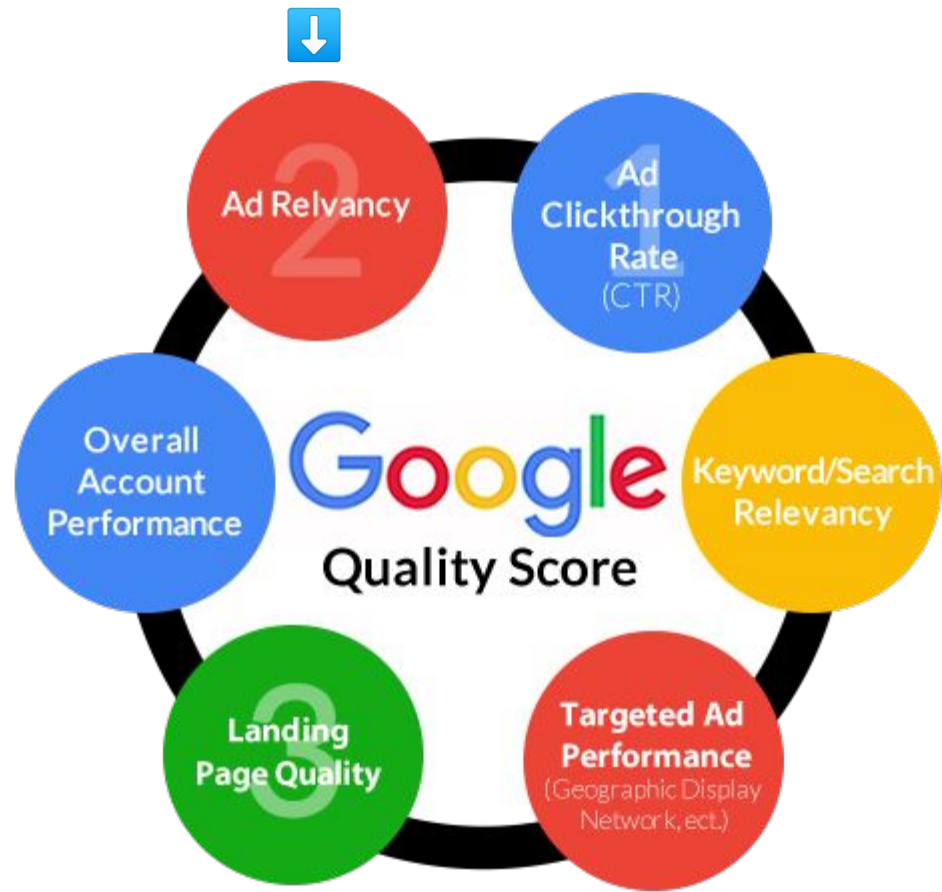 2
Ad Relvancy
1
Ad
Clickthrough
Rate
(CTR)
Overall
Account
Performance
Google
Quality Score
Keyword/Search
Relevancy
3
Landing
Page Quality
Targeted Ad
Performance
(Geographic Display
Network, ect.)